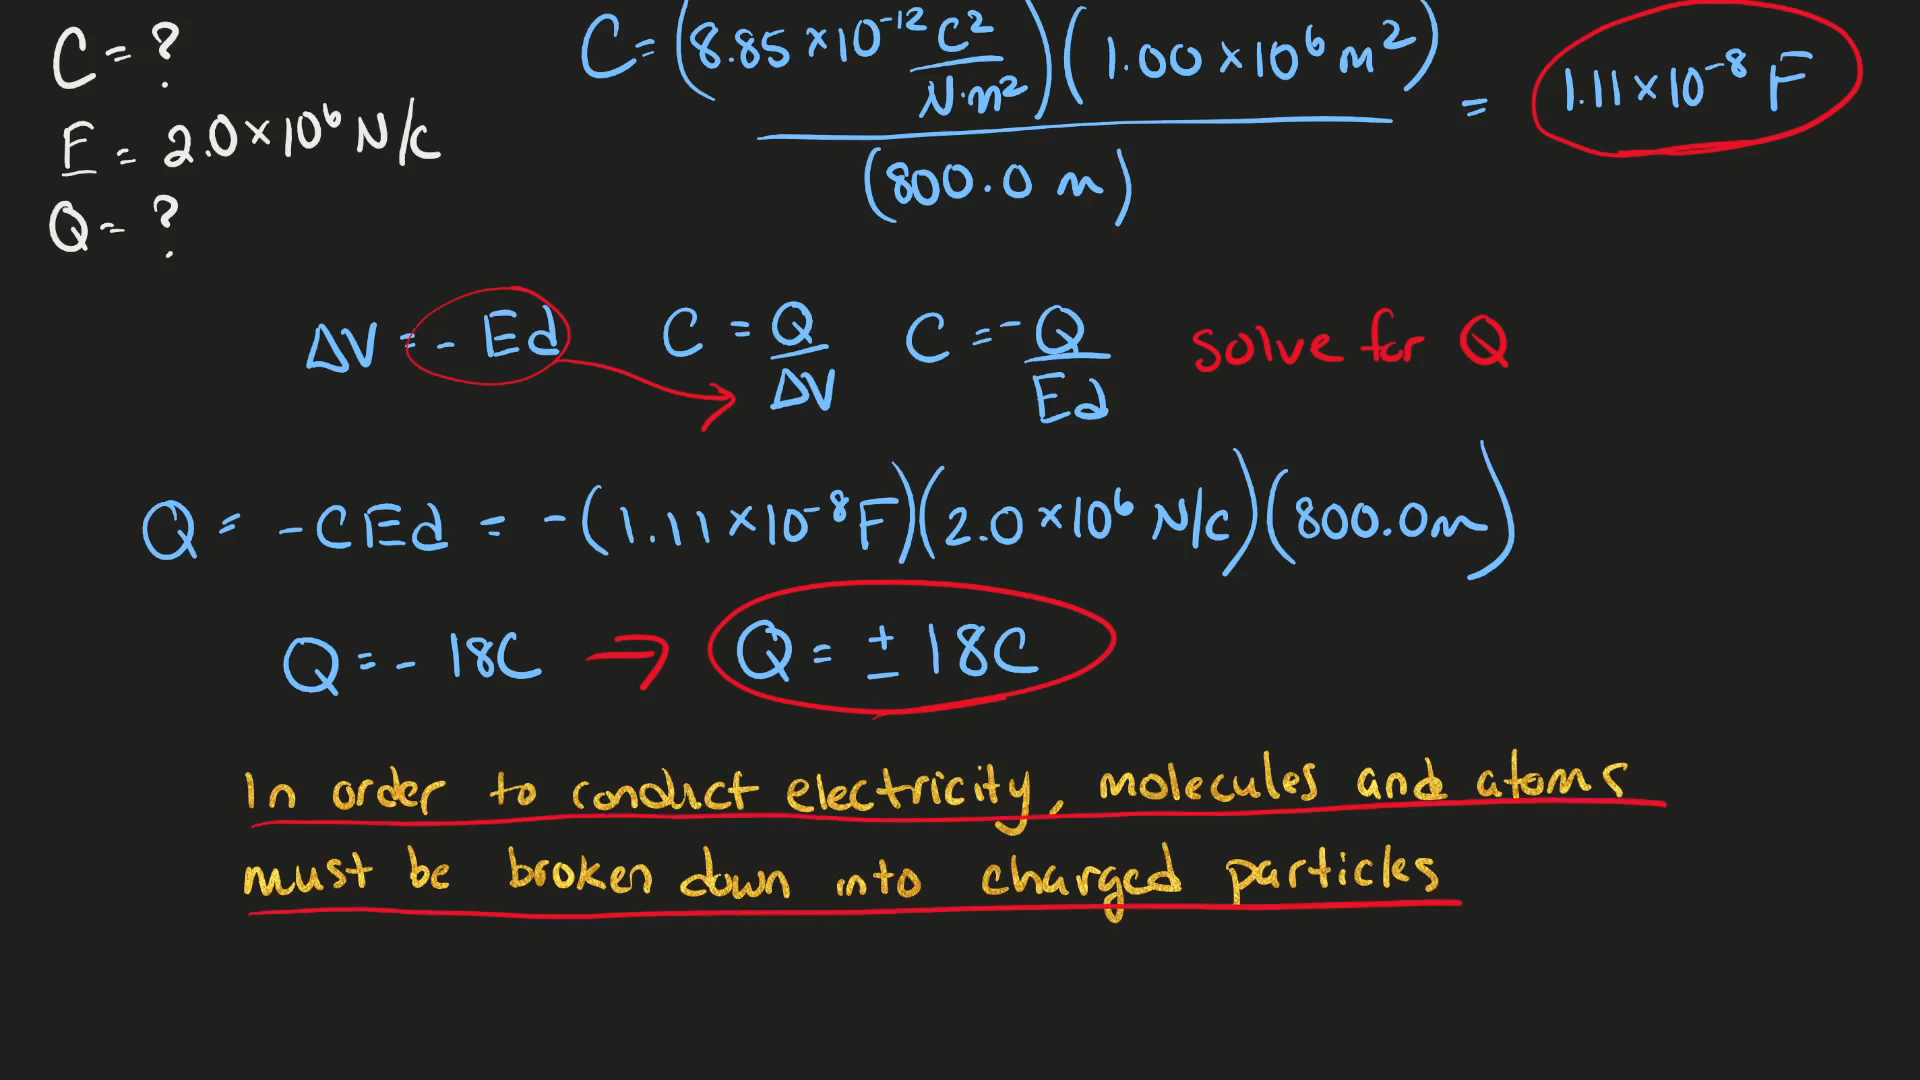 C = ?
E = 2.0 × 10⁶ N/C
Q = ?
C = (8.85 × 10⁻¹² C²/N·m²)(1.00 × 10⁶ m²) / (800.0 m) = 1.11 × 10⁻⁸ F
ΔV = - Ed C = Q/ΔV C = - Q/Ed solve for Q
Q = - CEd = - (1.11 × 10⁻⁸ F)(2.0 × 10⁶ N/C)(800.0 m)
Q = - 18C → Q = ± 18C
In order to conduct electricity, molecules and atoms
must be broken down into charged particles